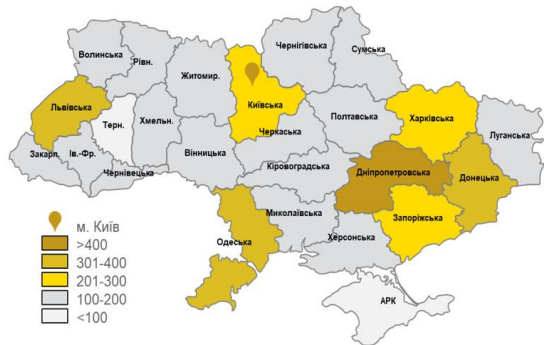 Чернігівська
Сумська
Волинська
Рівн.
Житомир.
Київська
Львівська
Терн.
Хмельн.
Полтавська
Харківська
Луганська
Черкаська
Закарп.
Ів.-Фр.
Вінницька
Чернівецька
Кіровоградська
Дніпропетровська
Донецька
Миколаївська
Запорізька
Одеська
Херсонська
АРК
м. Київ
>400
301-400
201-300
100-200
<100